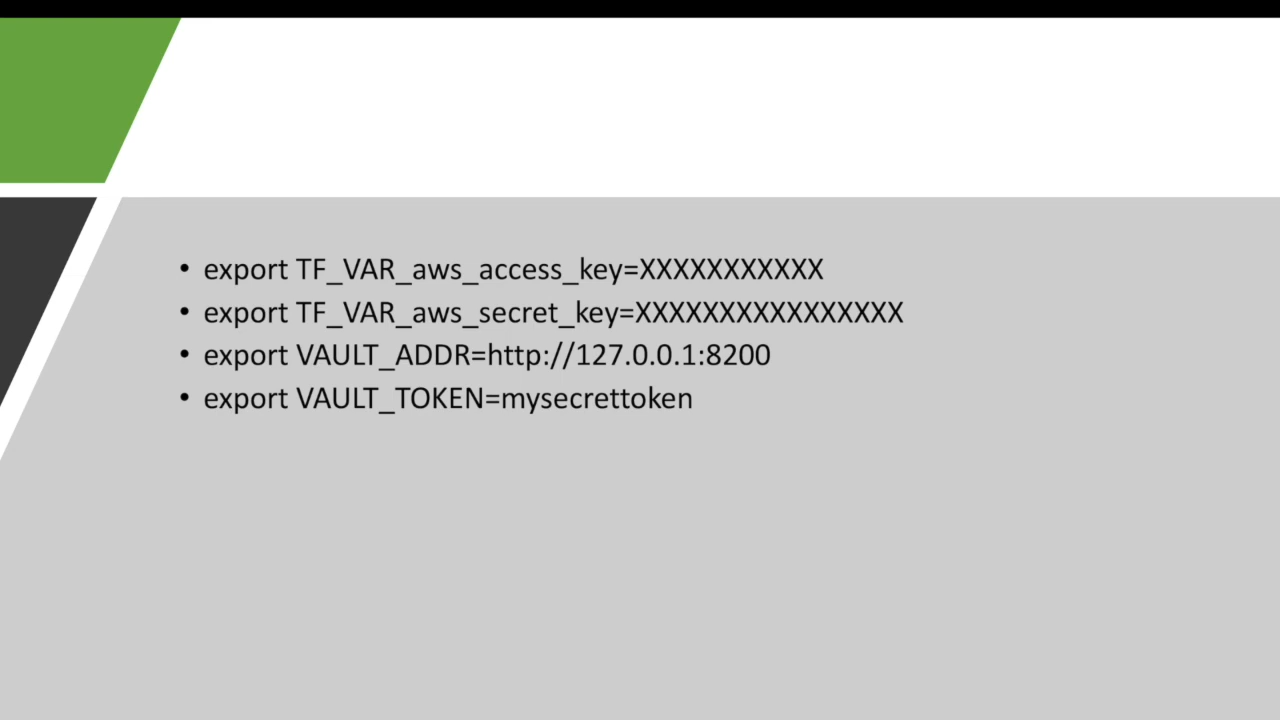 • export TF_VAR_aws_access_key=XXXXXXXXXXX
• export TF_VAR_aws_secret_key=XXXXXXXXXXXXXXXX
• export VAULT_ADDR=http://127.0.0.1:8200
• export VAULT_TOKEN=mysecrettoken